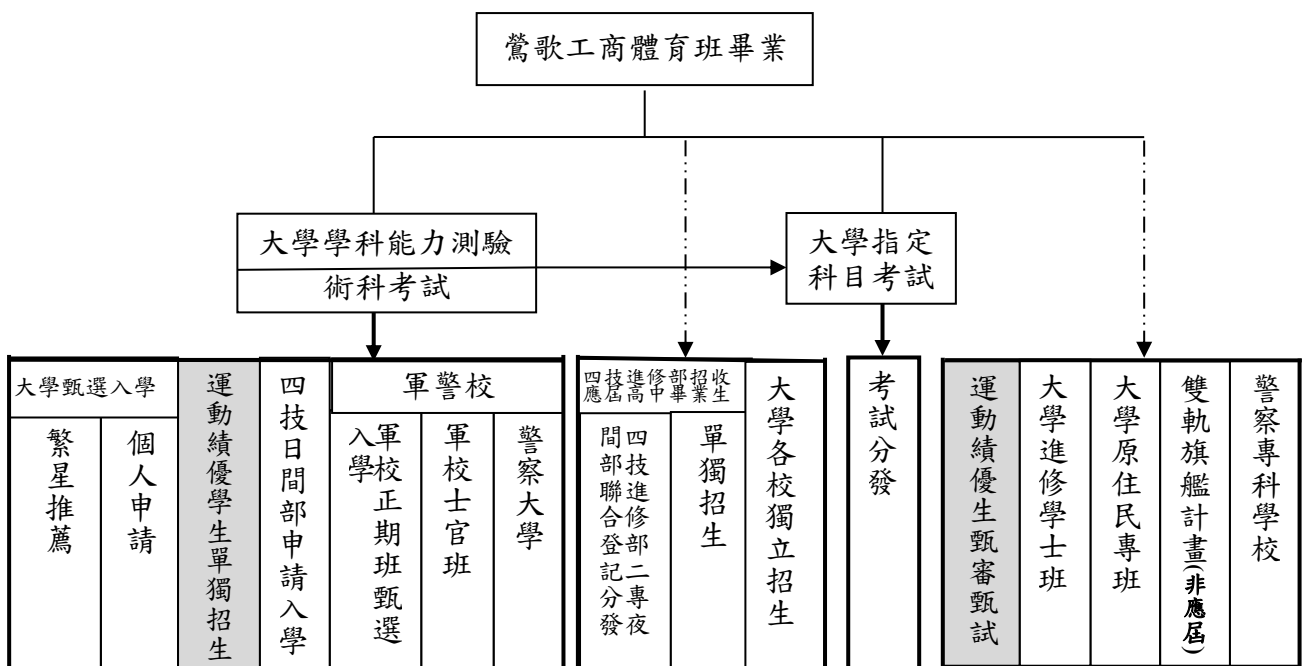 鶯歌工商體育班畢業
大學學科能力測驗
術科考試
大學指定
科目考試
大學甄選入學
繁星推薦
個人申請
運動績優學生單獨招生
四技日間部申請入學
軍警校
軍校正期班甄選
入學
軍校士官班
警察大學
四技進修部招收
應屆高中畢業生
四技進修部二專夜
間部聯合登記分發
單獨招生
大學各校獨立招生
考試分發
運動績優生甄審甄試
大學進修學士班
大學原住民專班
雙軌旗艦計畫(非應屆)
警察專科學校